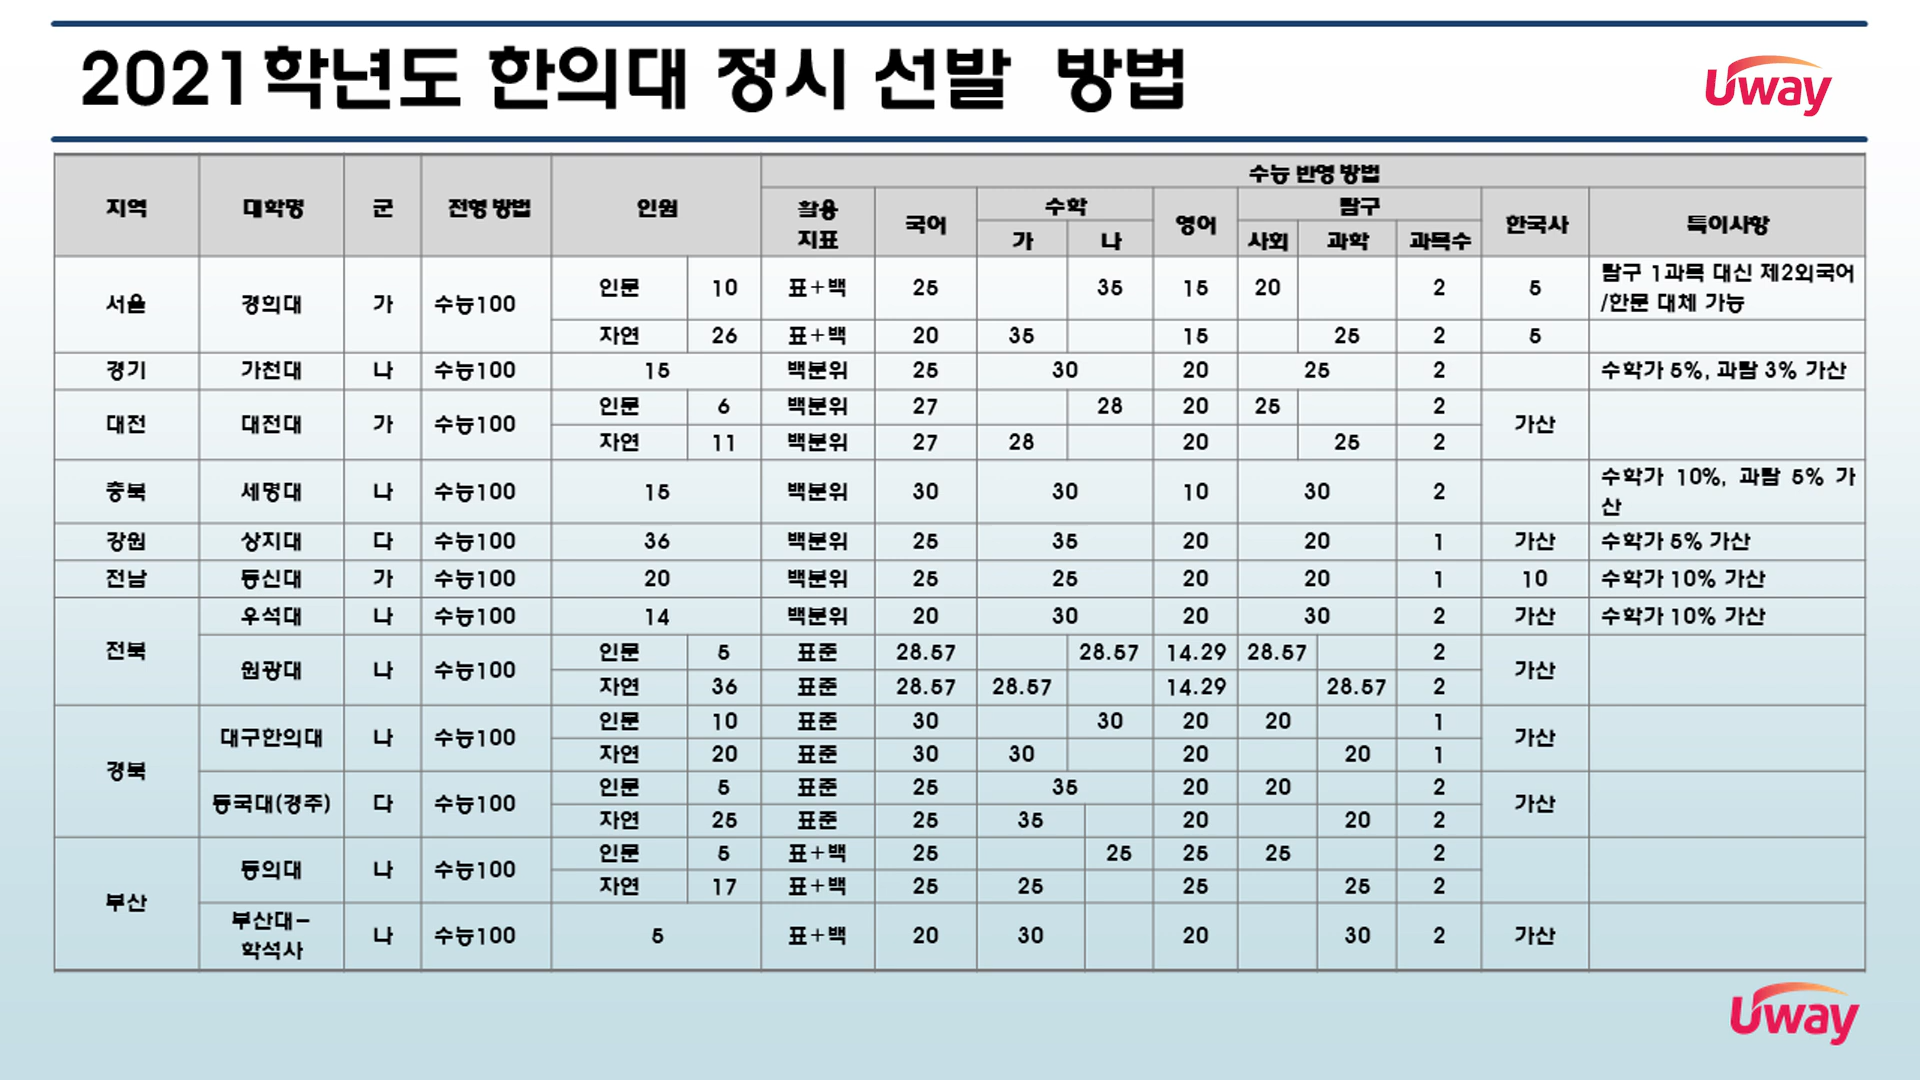 2021학년도 한의대 정시 선발 방법
Uway
지역 대학명 군 전형 방법 인원 수능 반영 방법
활용 지표 국어 수학 영어 탐구 한국사 특이사항
가 나 사회 과학 과목수
서울 경희대 가 수능100 인문 10 표+백 25 35 15 20 2 5 탐구 1과목 대신 제2외국어
/한문 대체 가능
자연 26 표+백 20 35 15 25 2 5
경기 가천대 나 수능100 15 백분위 25 30 20 25 2 수학가 5%, 과탐 3% 가산
대전 대전대 가 수능100 인문 6 백분위 27 28 20 25 2 가산
자연 11 백분위 27 28 20 25 2
충북 세명대 나 수능100 15 백분위 30 30 10 30 2 수학가 10%, 과탐 5% 가
산
강원 상지대 다 수능100 36 백분위 25 35 20 20 1 가산 수학가 5% 가산
전남 동신대 가 수능100 20 백분위 25 25 20 20 1 10 수학가 10% 가산
전북 우석대 나 수능100 14 백분위 20 30 20 30 2 가산 수학가 10% 가산
원광대 나 수능100 인문 5 표준 28.57 28.57 14.29 28.57 2 가산
자연 36 표준 28.57 28.57 14.29 28.57 2
경북 대구한의대 나 수능100 인문 10 표준 30 30 20 20 1 가산
자연 20 표준 30 30 20 20 1
동국대(경주) 다 수능100 인문 5 표준 25 35 20 20 2 가산
자연 25 표준 25 35 20 20 2
부산 동의대 나 수능100 인문 5 표+백 25 25 25 25 2
자연 17 표+백 25 25 25 25 2
부산대-
학석사 나 수능100 5 표+백 20 30 20 30 2 가산
Uway